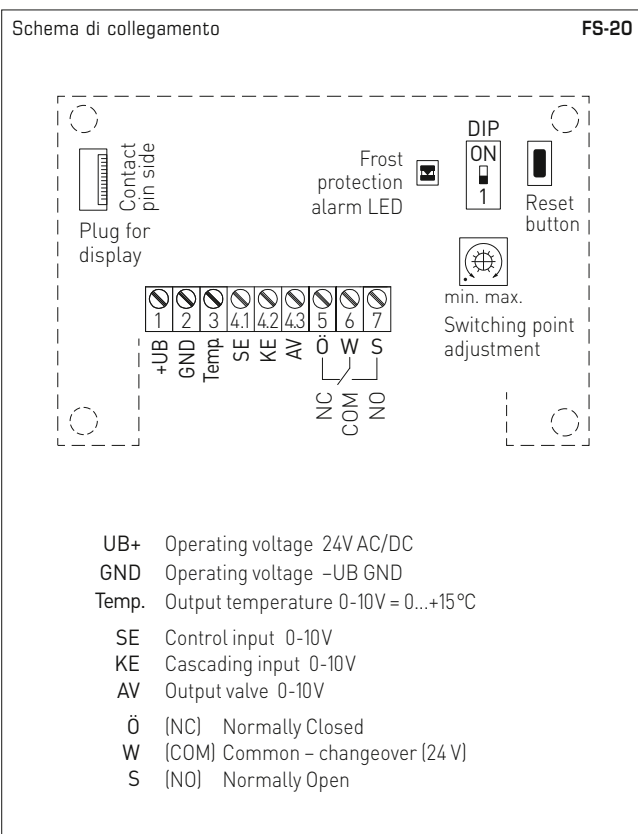 Schema di collegamento FS-20
DIP
ON
1
Contact
pin side
Plug for
display
Frost
protection
alarm LED
Reset
button
min. max.
Switching point
adjustment
1 2 3 4.1 4.2 4.3 5 6 7
+UB GND Temp SE KE AV Ö W S
NC COM NO
UB+ Operating voltage 24V AC/DC
GND Operating voltage –UB GND
Temp. Output temperature 0-10V = 0...+15°C
SE Control input 0-10V
KE Cascading input 0-10V
AV Output valve 0-10V
Ö (NC) Normally Closed
W (COM) Common – changeover (24 V)
S (NO) Normally Open